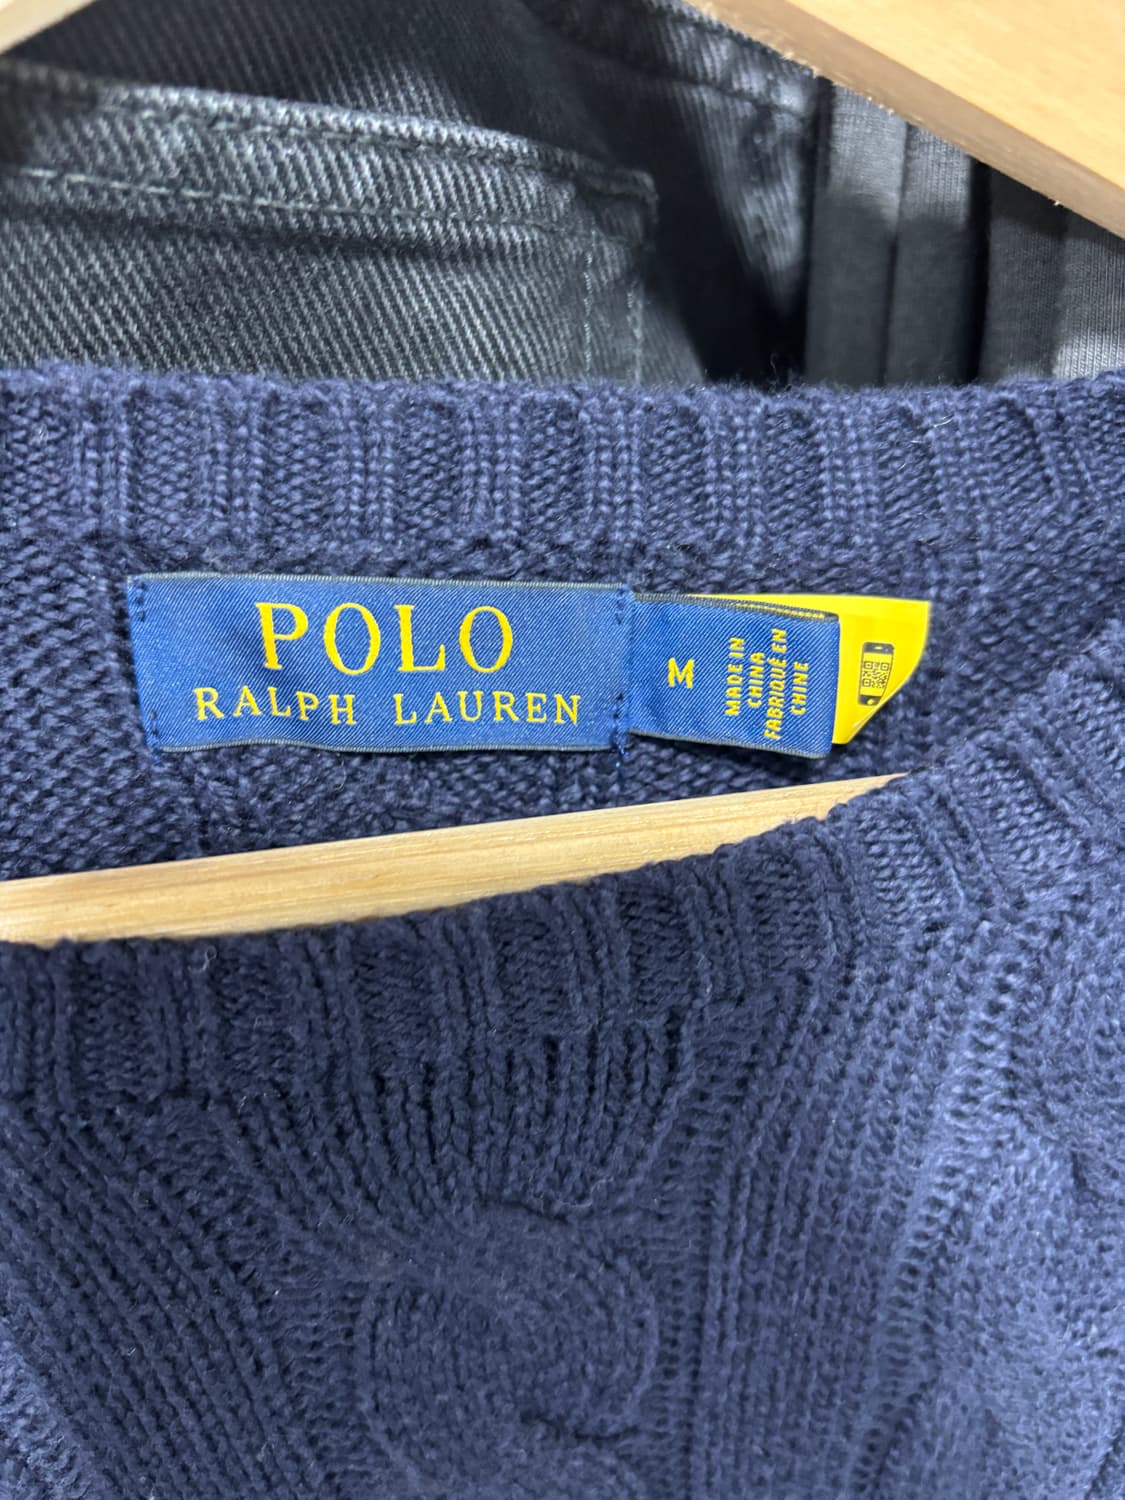 POLO
RALPH LAUREN
M
MADE IN
CHINA
FABRIQUÉ EN
CHINE